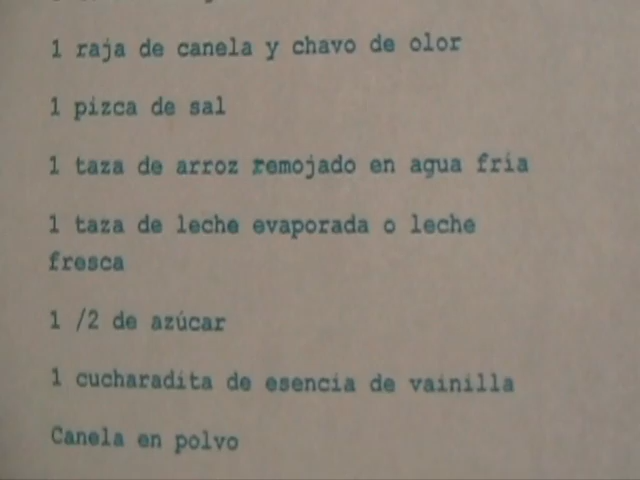 1 raja de canela y chavo de olor
1 pizca de sal
1 taza de arroz remojado en agua fría
1 taza de leche evaporada o leche
fresca
1 /2 de azúcar
1 cucharadita de esencia de vainilla
Canela en polvo